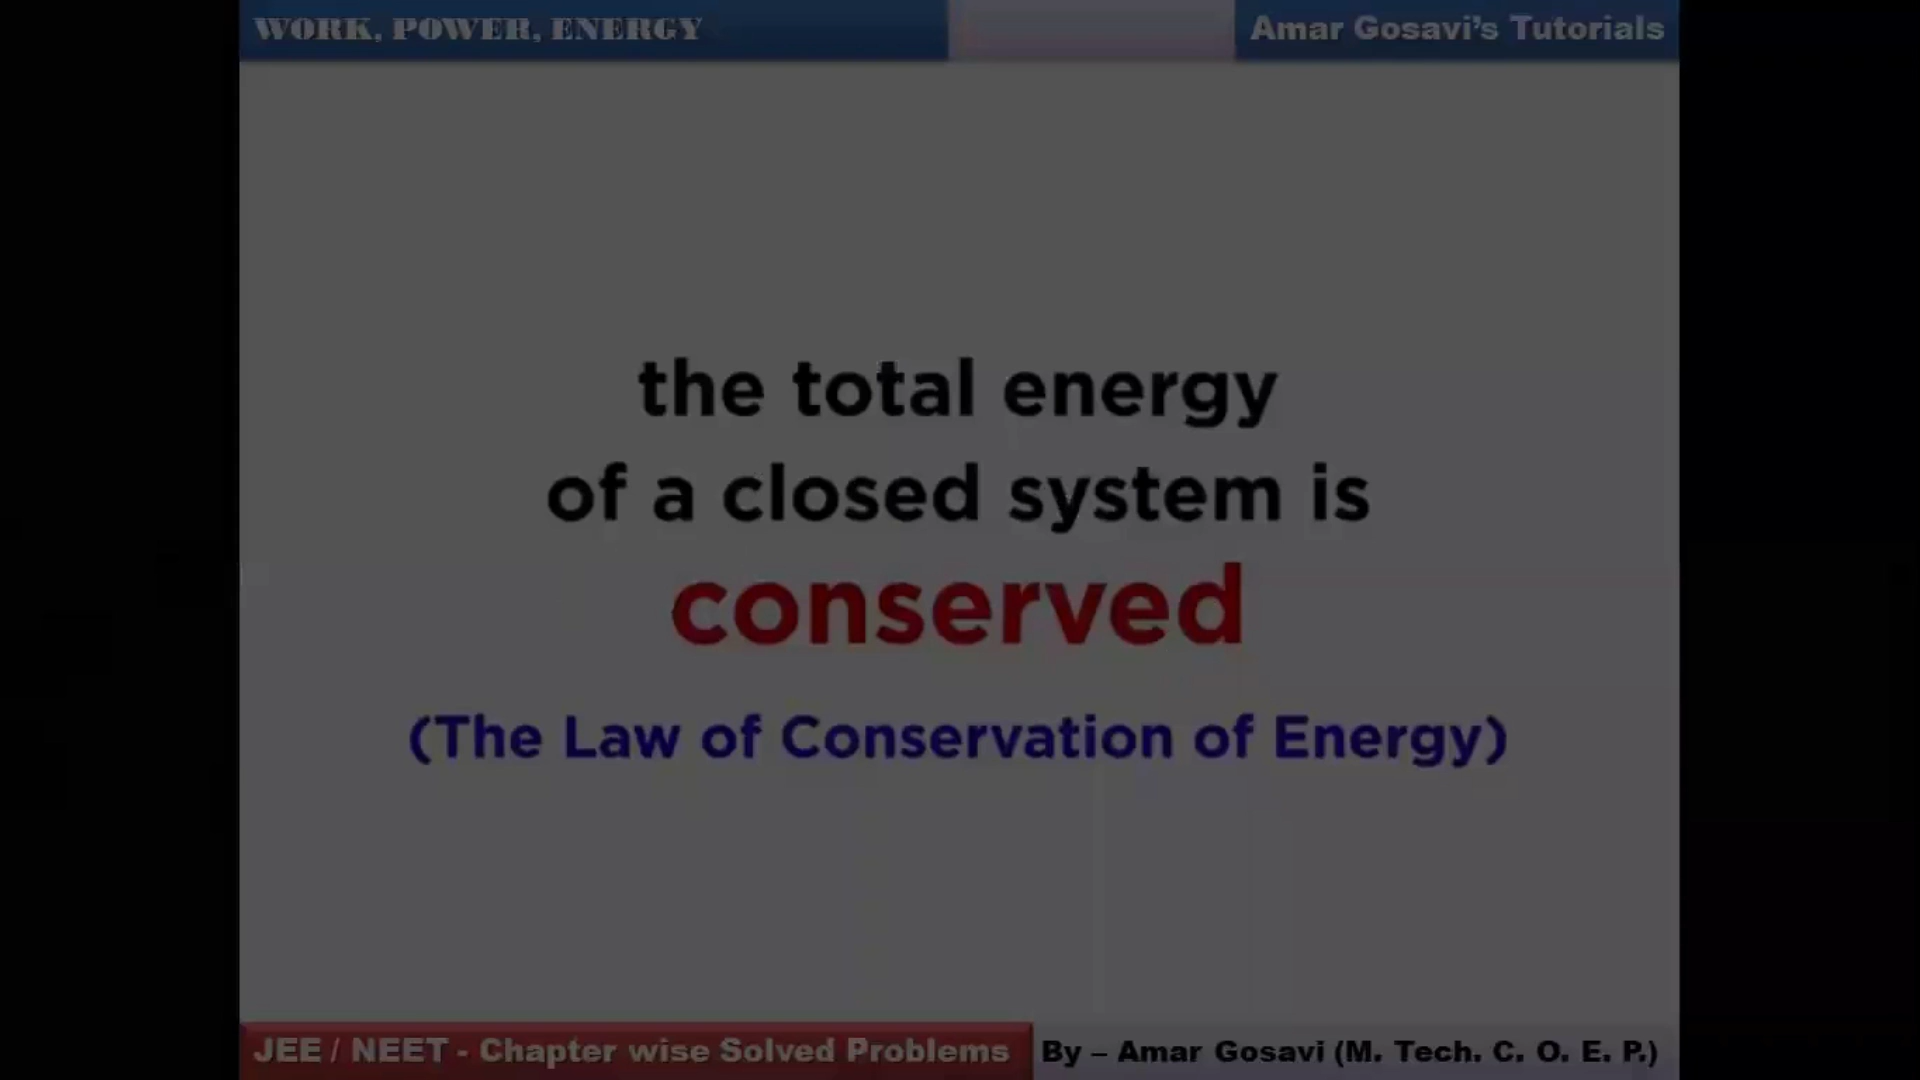 WORK, POWER, ENERGY
Amar Gosavi's Tutorials
the total energy
of a closed system is
conserved
(The Law of Conservation of Energy)
JEE / NEET - Chapter wise Solved Problems
By – Amar Gosavi (M. Tech. C. O. E. P.)